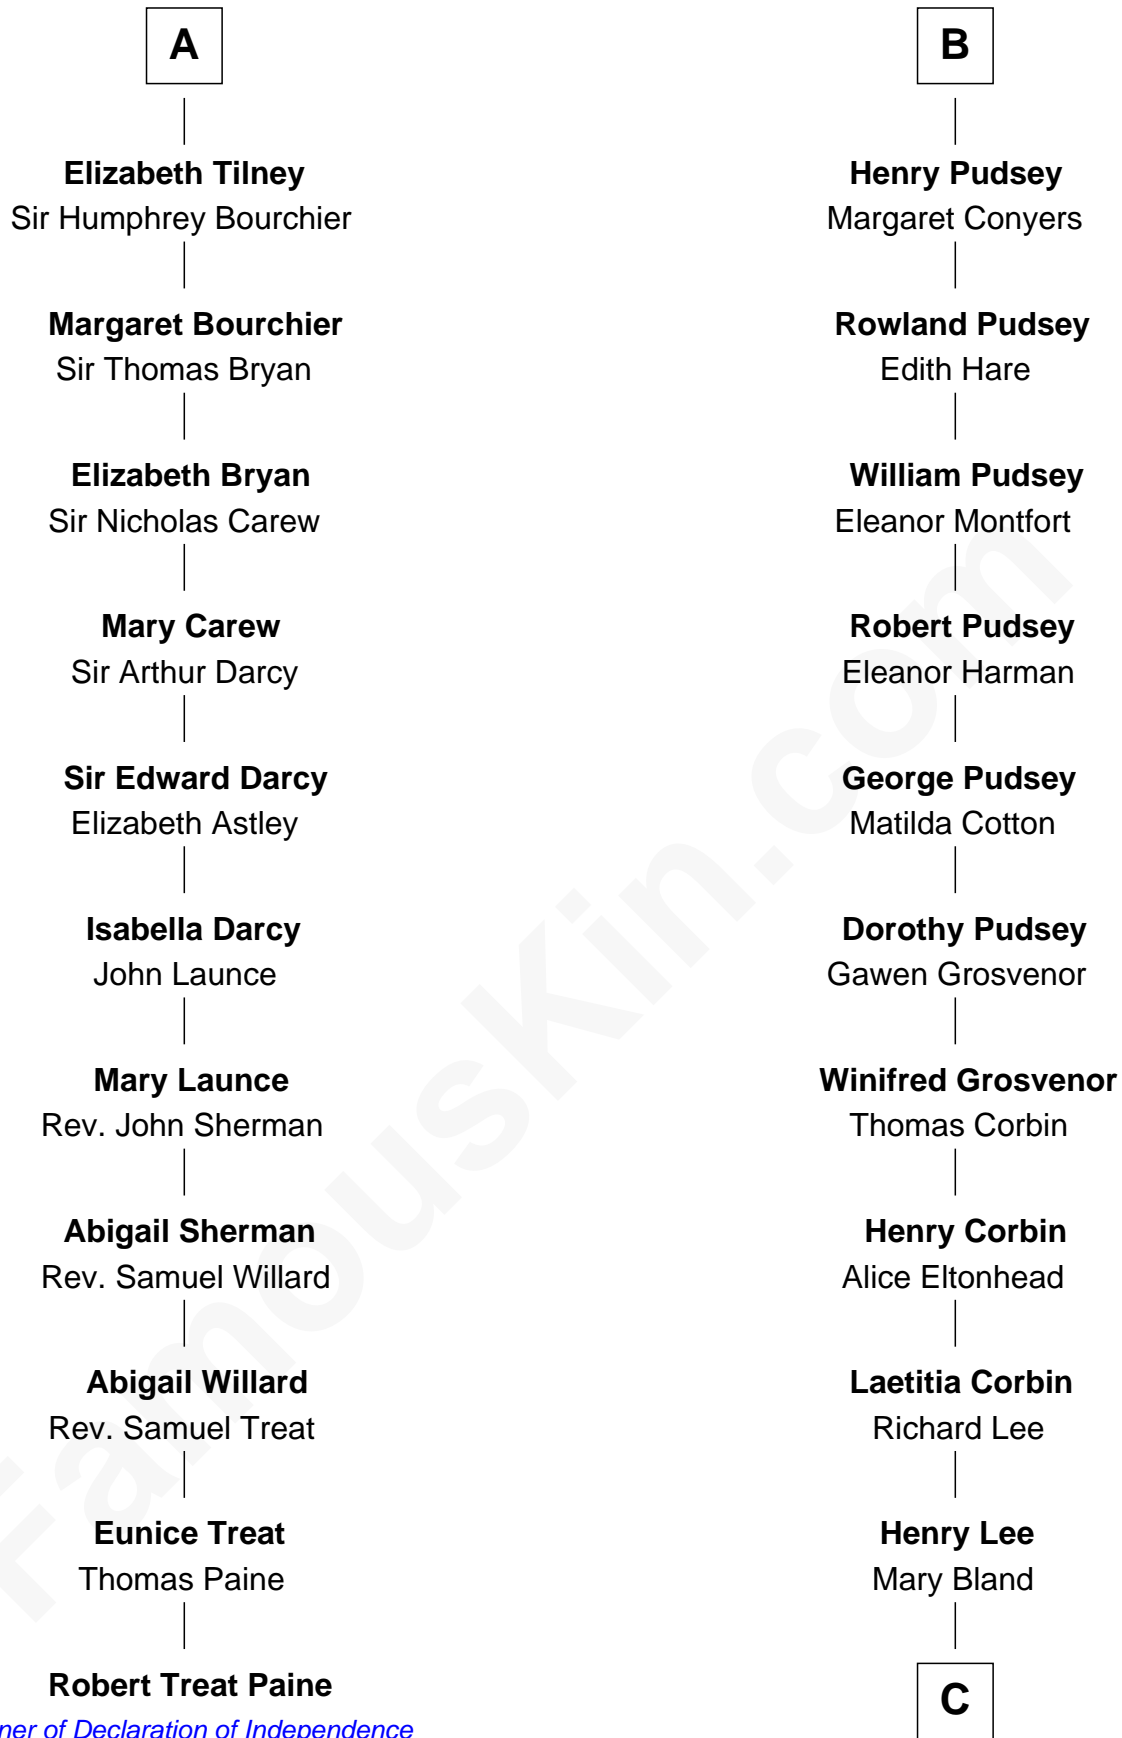 A
Elizabeth Tilney
Sir Humphrey Bourchier
Margaret Bourchier
Sir Thomas Bryan
Elizabeth Bryan
Sir Nicholas Carew
Mary Carew
Sir Arthur Darcy
Sir Edward Darcy
Elizabeth Astley
Isabella Darcy
John Launce
Mary Launce
Rev. John Sherman
Abigail Sherman
Rev. Samuel Willard
Abigail Willard
Rev. Samuel Treat
Eunice Treat
Thomas Paine
Robert Treat Paine
of Declaration of Independence
B
Henry Pudsey
Margaret Conyers
Rowland Pudsey
Edith Hare
William Pudsey
Eleanor Montfort
Robert Pudsey
Eleanor Harman
George Pudsey
Matilda Cotton
Dorothy Pudsey
Gawen Grosvenor
Winifred Grosvenor
Thomas Corbin
Henry Corbin
Alice Eltonhead
Laetitia Corbin
Richard Lee
Henry Lee
Mary Bland
C
FamousKin.com